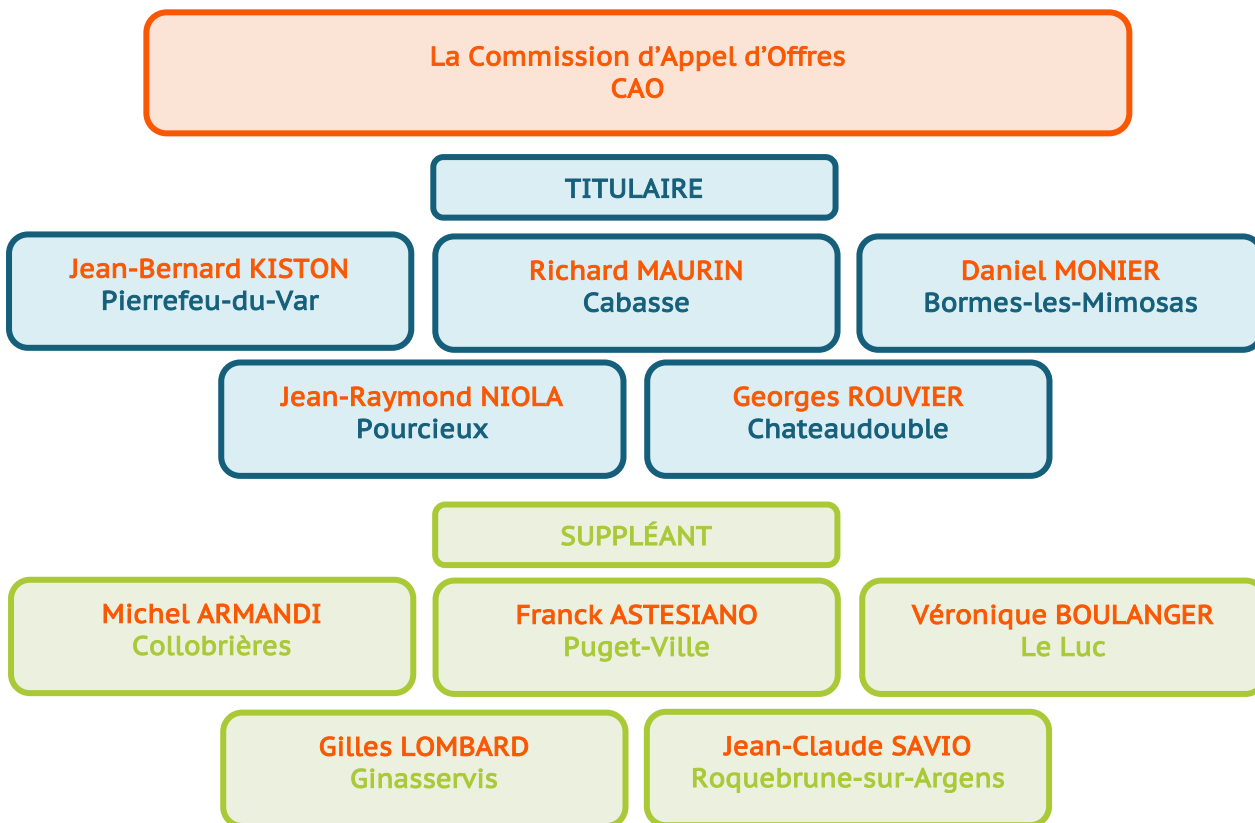 La Commission d’Appel d’Offres
CAO
TITULAIRE
Jean-Bernard KISTON
Pierrefeu-du-Var
Richard MAURIN
Cabasse
Daniel MONIER
Bormes-les-Mimosas
Jean-Raymond NIOLA
Pourcieux
Georges ROUVIER
Chateaudouble
SUPPLÉANT
Michel ARMANDI
Collobrières
Franck ASTESIANO
Puget-Ville
Véronique BOULANGER
Le Luc
Gilles LOMBARD
Ginasservis
Jean-Claude SAVIO
Roquebrune-sur-Argens